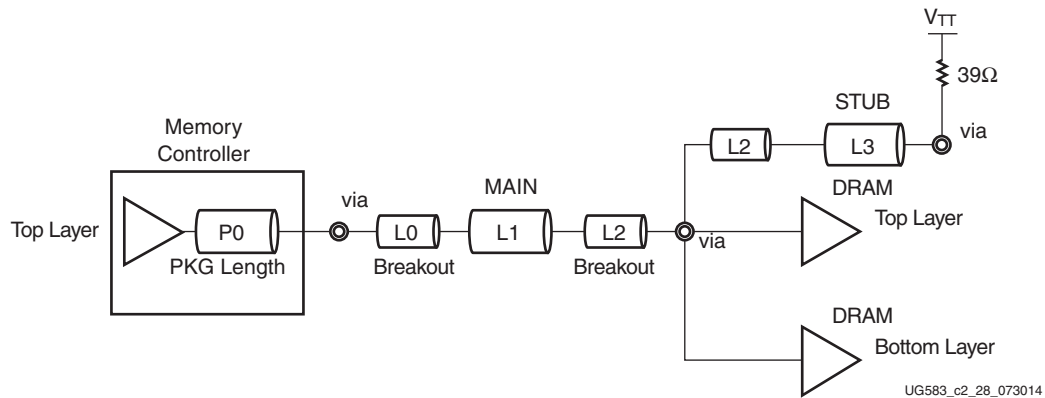 VTT
39Ω
STUB
L2
L3
via
Memory
Controller
Top Layer
P0
PKG Length
via
L0
Breakout
MAIN
L1
L2
Breakout
via
DRAM
Top Layer
DRAM
Bottom Layer
UG583_c2_28_073014